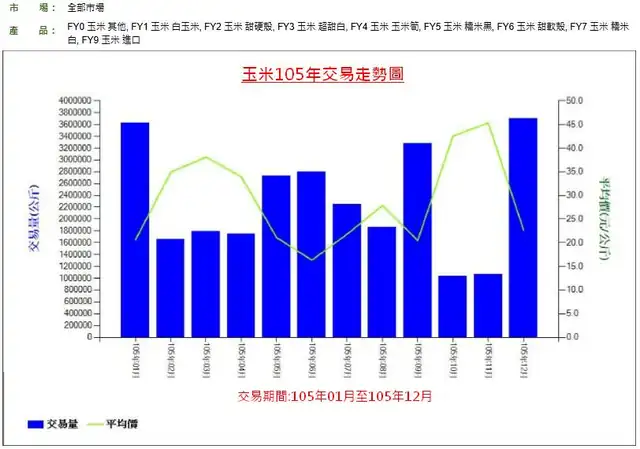 市 場： 全部市場
產 品： FY0 玉米 其他, FY1 玉米 白玉米, FY2 玉米 甜硬殼, FY3 玉米 超甜白, FY4 玉米 玉米筍, FY5 玉米 糯米黑, FY6 玉米 甜軟殼, FY7 玉米 糯米
白, FY9 玉米 進口
玉米105年交易走勢圖
交易量(公斤)
4000000
3800000
3600000
3400000
3200000
3000000
2800000
2600000
2400000
2200000
2000000
1800000
1600000
1400000
1200000
1000000
800000
600000
400000
200000
0
50.0
45.0
40.0
35.0
30.0
25.0
20.0
15.0
10.0
5.0
0.0
平均價(元/公斤)
105年01月
105年02月
105年03月
105年04月
105年05月
105年06月
105年07月
105年08月
105年09月
105年10月
105年11月
105年12月
交易期間:105年01月至105年12月
交易量 平均價